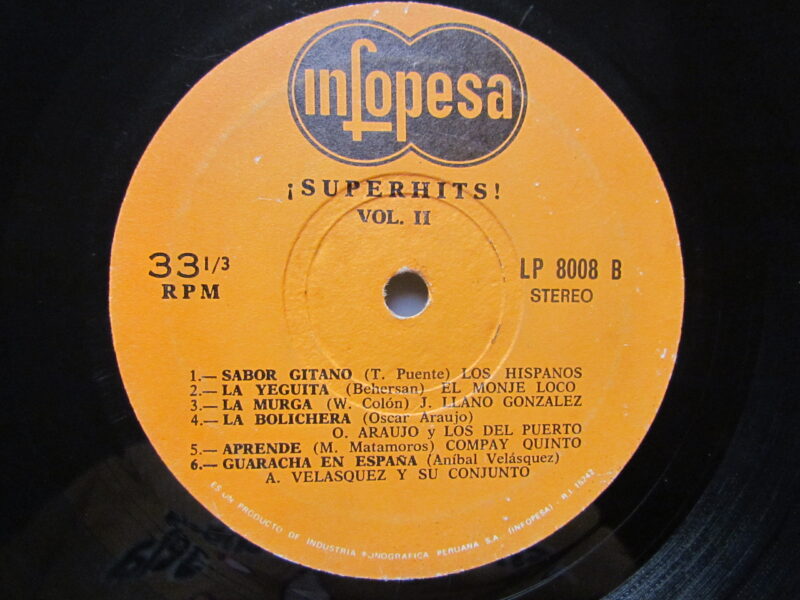 infopesa
¡SUPERHITS!
VOL. II
33 1/3
RPM
LP 8008 B
STEREO
1.— SABOR GITANO (T. Puente) LOS HISPANOS
2.— LA YEGUITA (Behersan) EL MONJE LOCO
3.— LA MURGA (W. Colón) J. LLANO GONZALEZ
4.— LA BOLICHERA (Oscar Araujo)
O. ARAUJO y LOS DEL PUERTO
5.— APRENDE (M. Matamoros) COMPAY QUINTO
6.— GUARACHA EN ESPAÑA (Aníbal Velásquez)
A. VELASQUEZ Y SU CONJUNTO
ES UN PRODUCTO DE INDUSTRIA FONOGRAFICA PERUANA S.A. (INFOPESA) - R.I. 15242